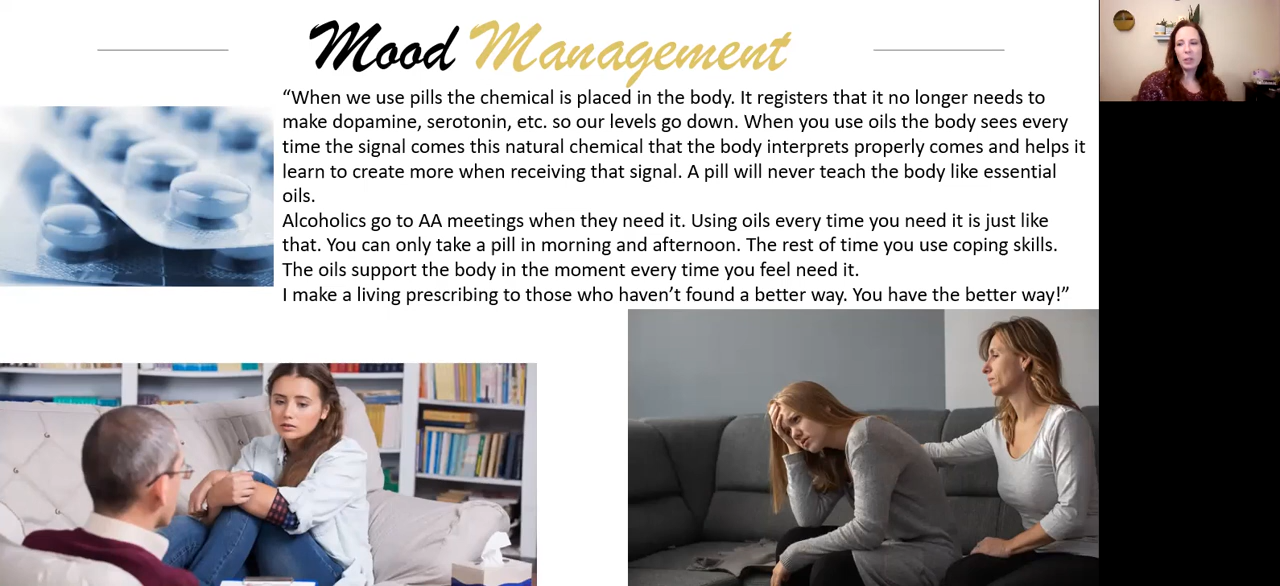 Mood Management
“When we use pills the chemical is placed in the body. It registers that it no longer needs to
make dopamine, serotonin, etc. so our levels go down. When you use oils the body sees every
time the signal comes this natural chemical that the body interprets properly comes and helps it
learn to create more when receiving that signal. A pill will never teach the body like essential
oils.
Alcoholics go to AA meetings when they need it. Using oils every time you need it is just like
that. You can only take a pill in morning and afternoon. The rest of time you use coping skills.
The oils support the body in the moment every time you feel need it.
I make a living prescribing to those who haven’t found a better way. You have the better way!”